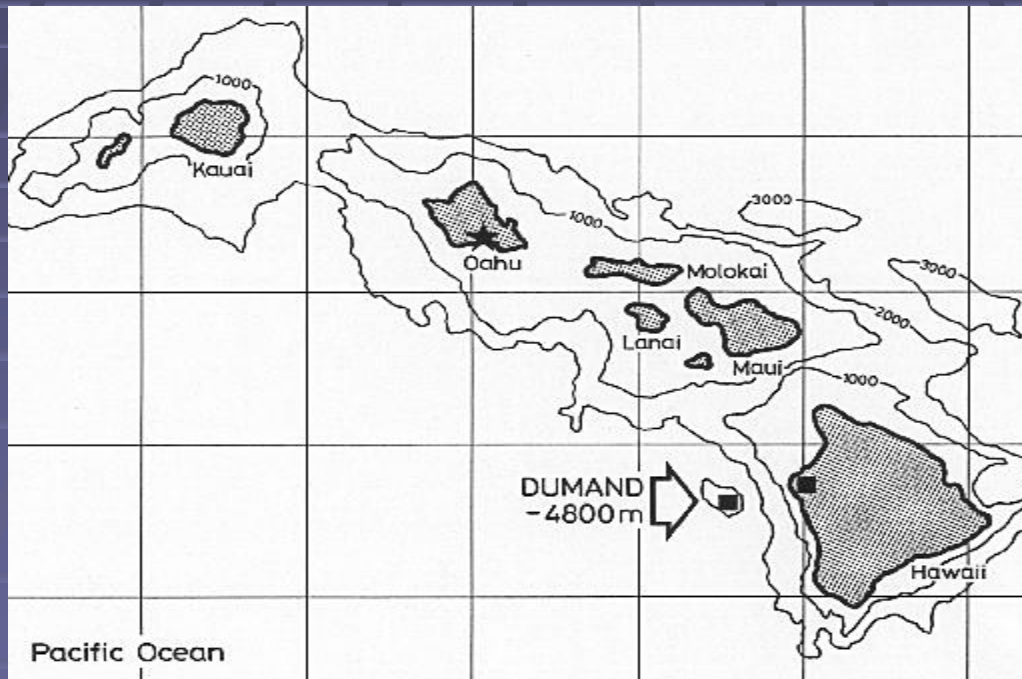 1000
Kauai
3000
1000
Oahu
Molokai
3000
2000
Lanai
Maui
1000
DUMAND
-4800m
Hawaii
Pacific Ocean